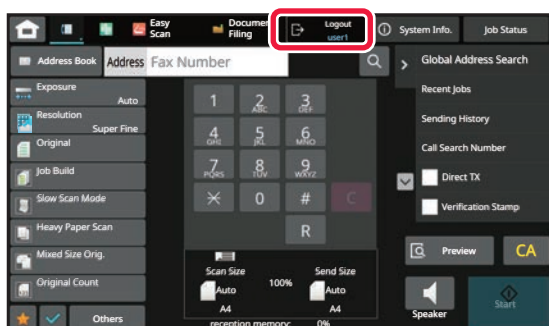 Easy
Scan
Document
Filing
Logout
user1
System Info.
Job Status
Address Book
Address
Fax Number
Global Address Search
Exposure
Auto
Resolution
Super Fine
Original
Job Build
Slow Scan Mode
Heavy Paper Scan
Mixed Size Orig.
Original Count
Others
1
2
ABC
3
DEF
4
GHI
5
JKL
6
MNO
7
PQRS
8
TUV
9
WXYZ
0
#
C
R
Scan Size
Auto
A4
100%
Send Size
Auto
A4
reception memory: 0%
Recent Jobs
Sending History
Call Search Number
Direct TX
Verification Stamp
Preview
CA
Speaker
Start